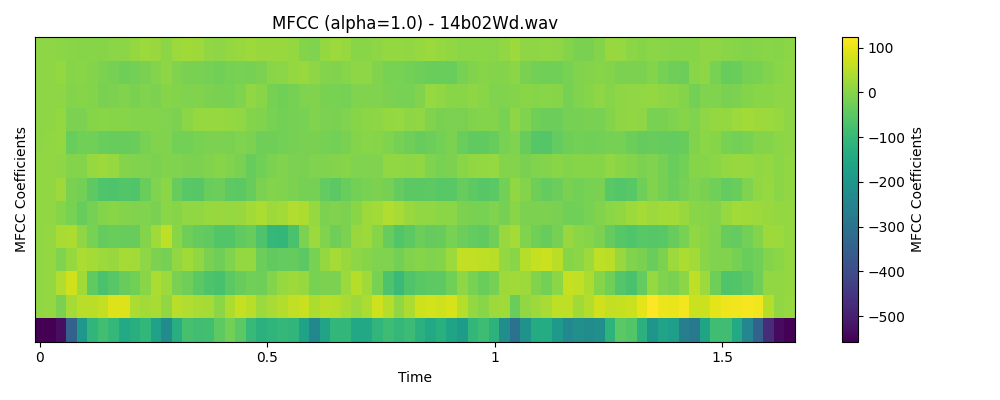 MFCC (alpha=1.0) - 14b02Wd.wav
MFCC Coefficients
0
0.5
1
1.5
Time
100
0
−100
−200
−300
−400
−500
MFCC Coefficients